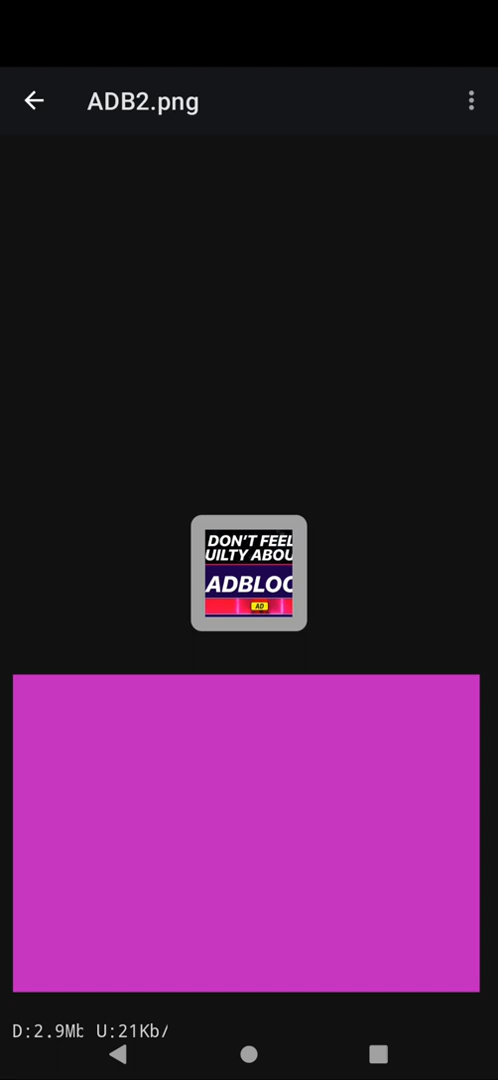 ADB2.png
DON'T FEEL
UILTY ABOU
ADBLOC
AD
D:2.9Mb U:21Kb/